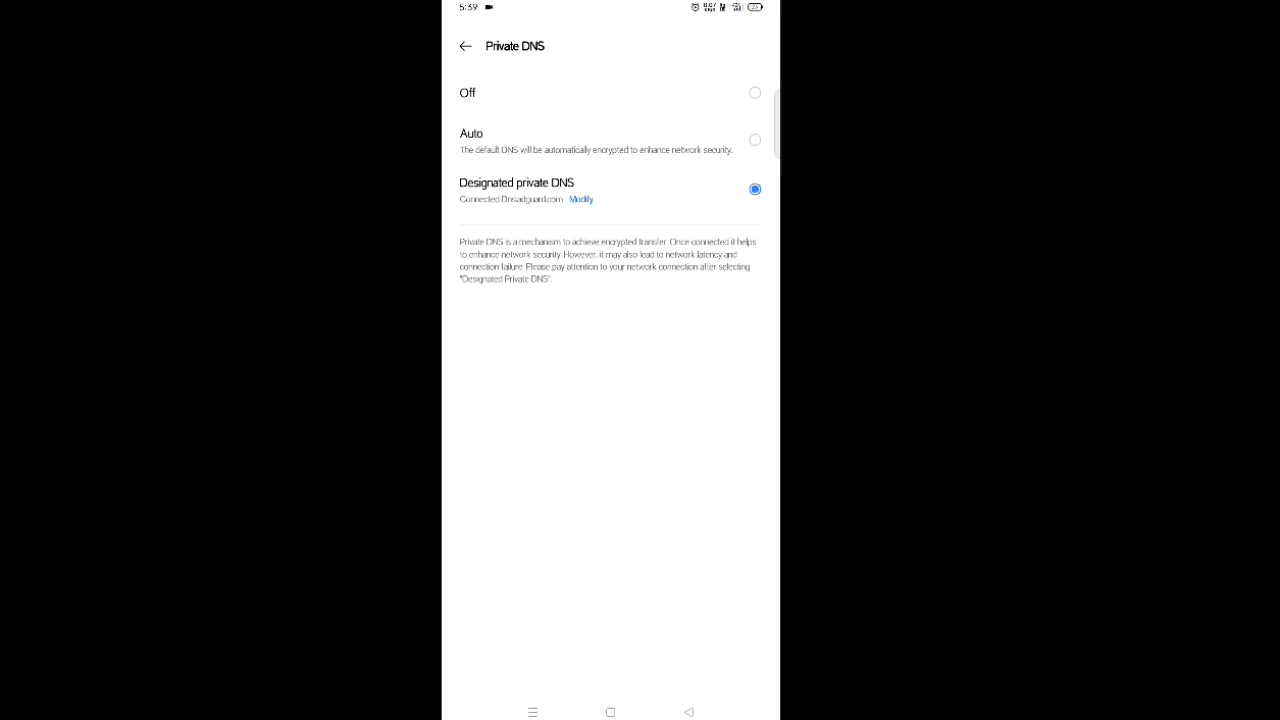 5:39
Private DNS
Off
Auto
The default DNS will be automatically encrypted to enhance network security.
Designated private DNS
Connected Dns.adguard.com Modify
Private DNS is a mechanism to achieve encrypted transfer. Once connected it helps
to enhance network security. However, it may also lead to network latency and
connection failure. Please pay attention to your network connection after selecting
"Designated Private DNS".